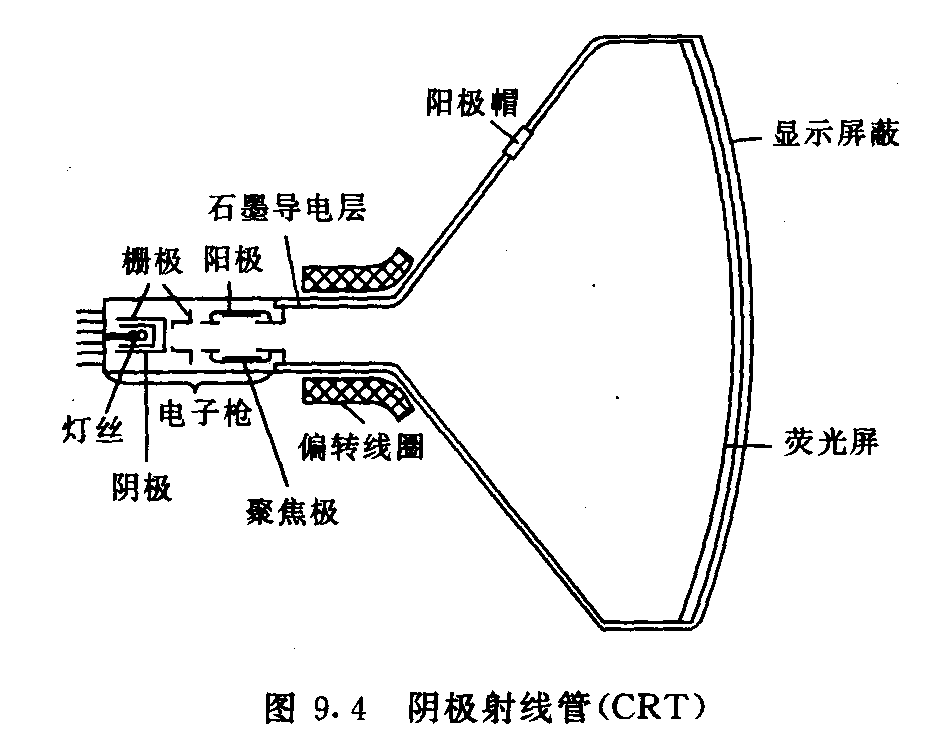 阳极帽
显示屏蔽
石墨导电层
栅极
阳极
灯丝
电子枪
偏转线圈
荧光屏
阴极
聚焦极
图 9.4 阴极射线管(CRT)